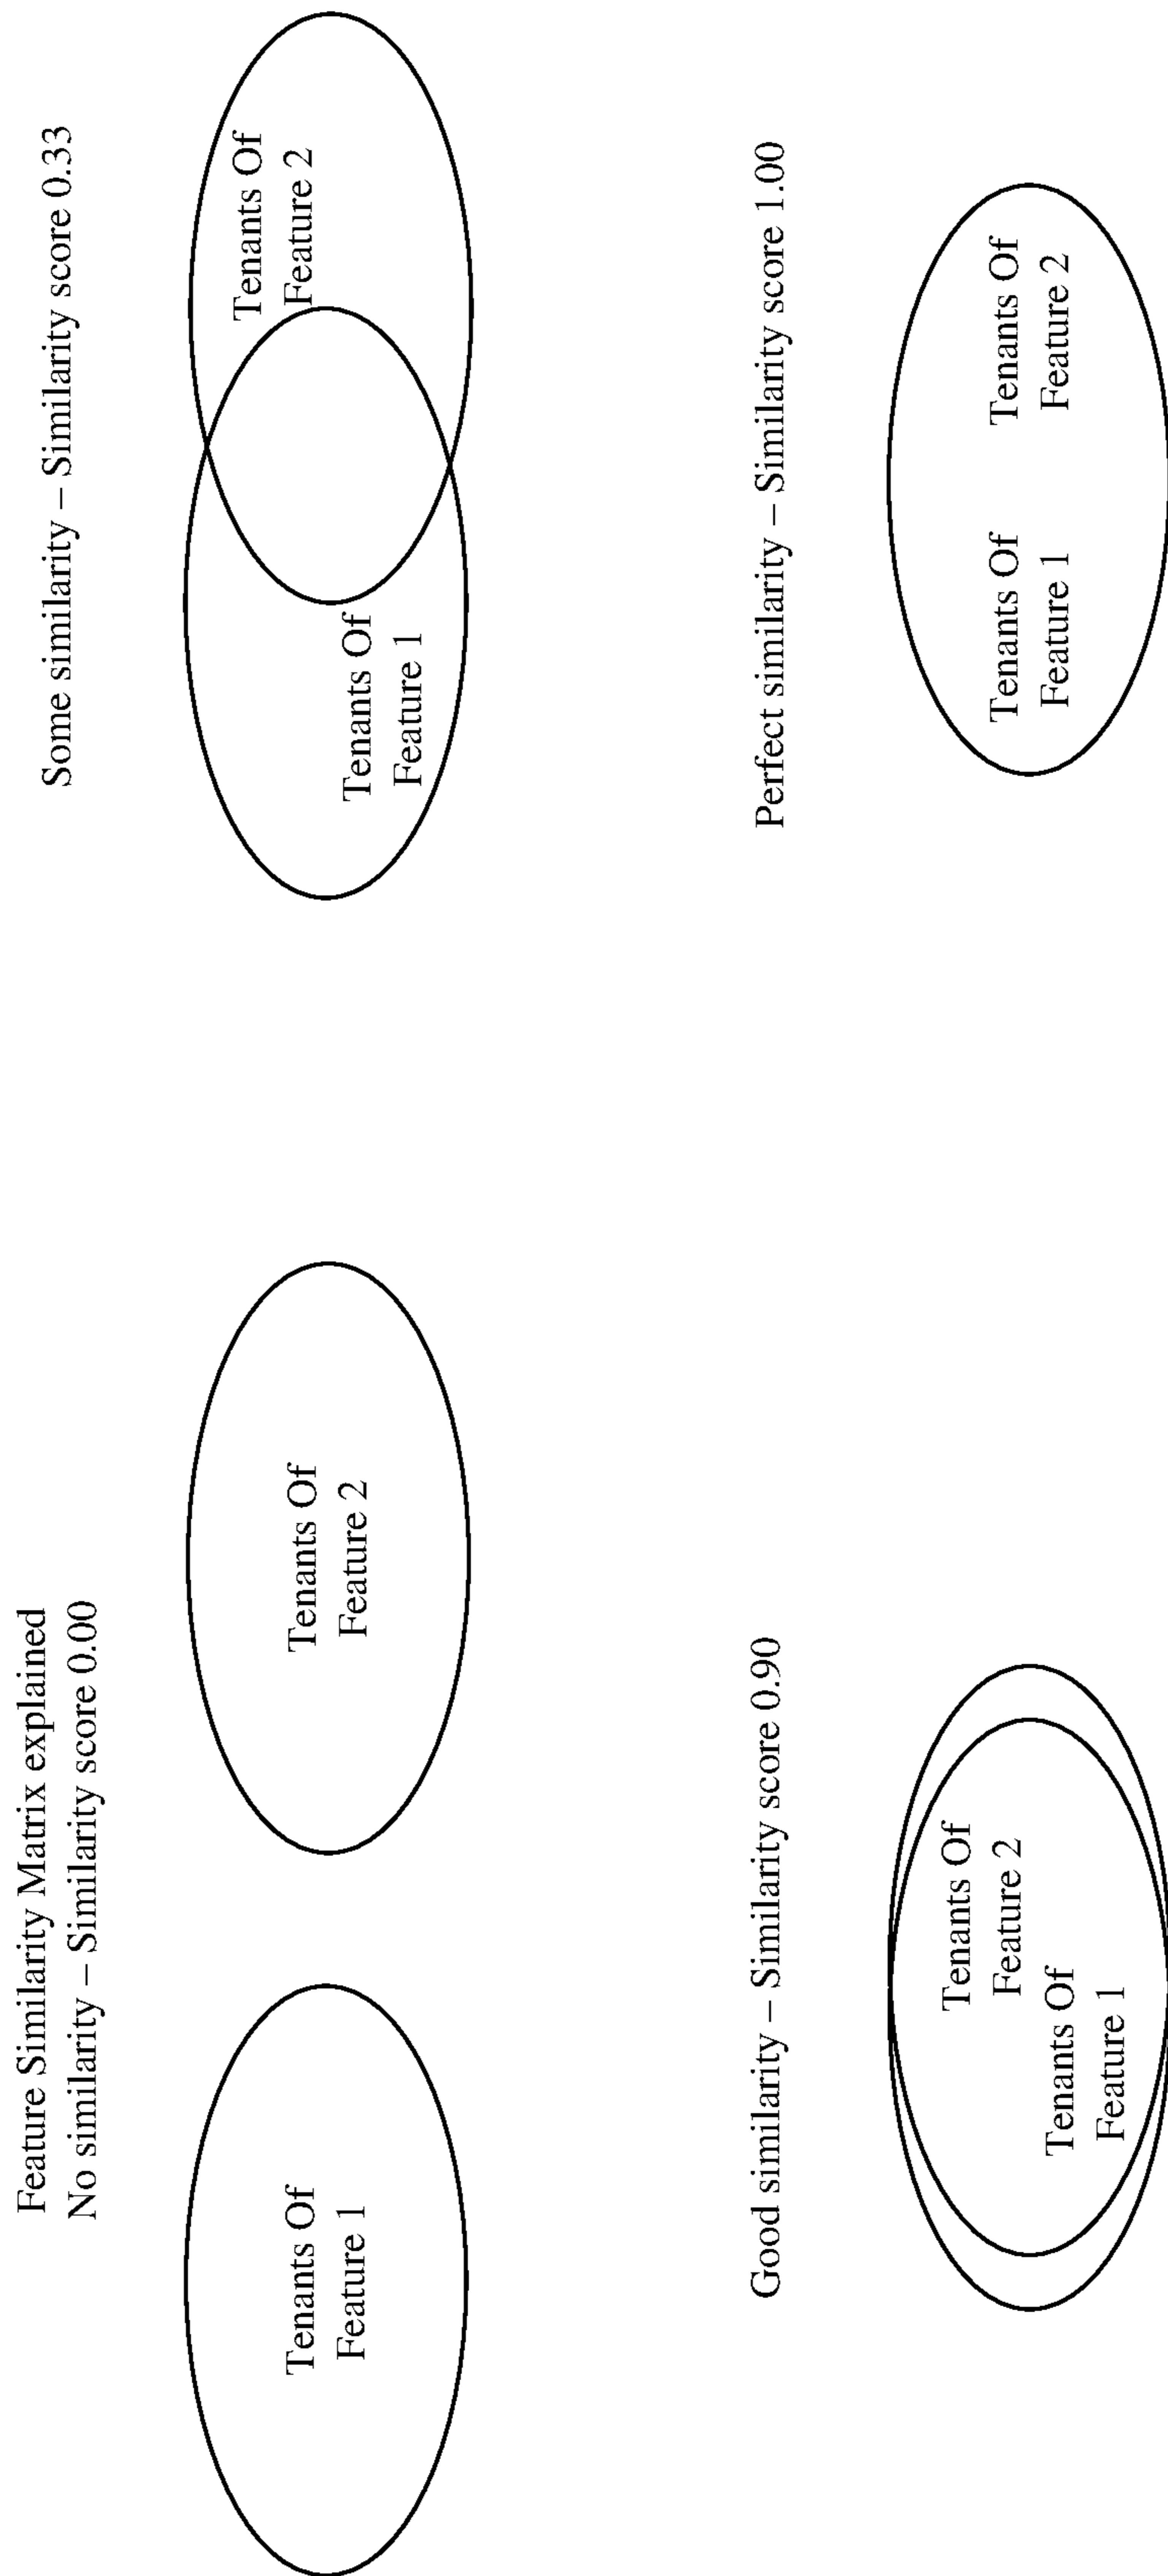 Feature Similarity Matrix explained
No similarity – Similarity score 0.00
Tenants Of
Feature 1
Tenants Of
Feature 2
Some similarity – Similarity score 0.33
Tenants Of
Feature 1
Tenants Of
Feature 2
Good similarity – Similarity score 0.90
Tenants Of
Feature 2
Tenants Of
Feature 1
Perfect similarity – Similarity score 1.00
Tenants Of
Feature 1
Tenants Of
Feature 2